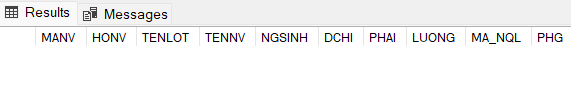 Results Messages
MANV HONV TENLOT TENNV NGSINH DCHI PHAI LUONG MA_NQL PHG